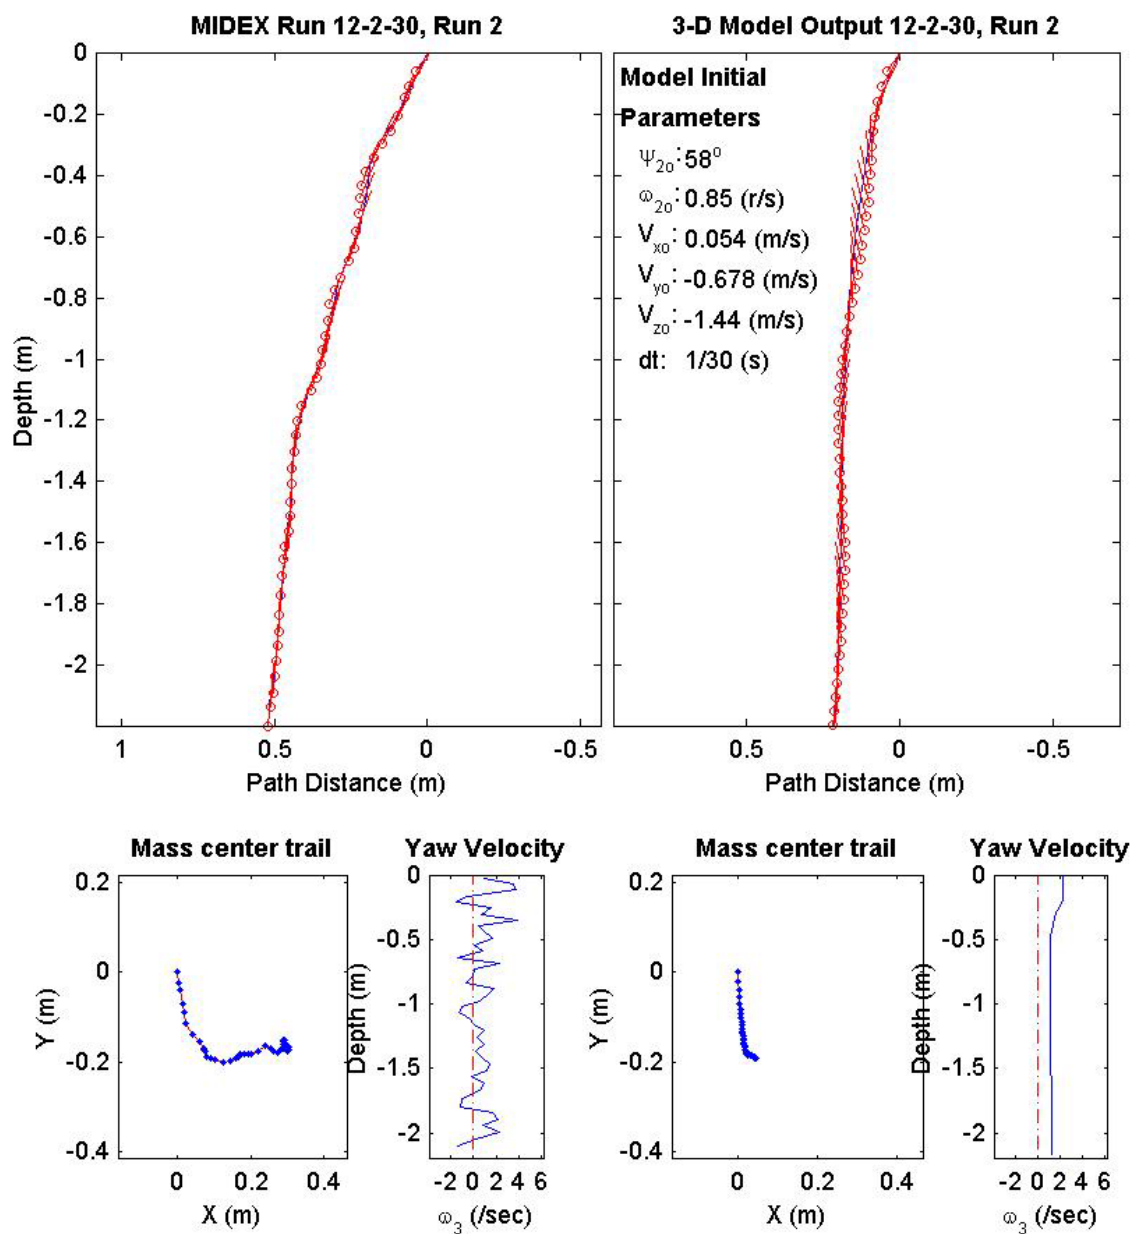 MIDEX Run 12-2-30, Run 2
3-D Model Output 12-2-30, Run 2
0
-0.2
-0.4
-0.6
-0.8
-1
-1.2
-1.4
-1.6
-1.8
-2
Depth (m)
1
0.5
0
-0.5
Path Distance (m)
Model Initial
Parameters
Ψ2o: 58o
ω2o: 0.85 (r/s)
Vxo: 0.054 (m/s)
Vyo: -0.678 (m/s)
Vzo: -1.44 (m/s)
dt: 1/30 (s)
0.5
0
-0.5
Path Distance (m)
Mass center trail
0.2
0
-0.2
-0.4
Y (m)
0
0.2
0.4
X (m)
Yaw Velocity
0
-0.5
-1
-1.5
-2
Depth (m)
-2 0 2 4 6
ω3 (/sec)
Mass center trail
0.2
0
-0.2
-0.4
Y (m)
0
0.2
0.4
X (m)
Yaw Velocity
0
-0.5
-1
-1.5
-2
Depth (m)
-2 0 2 4 6
ω3 (/sec)